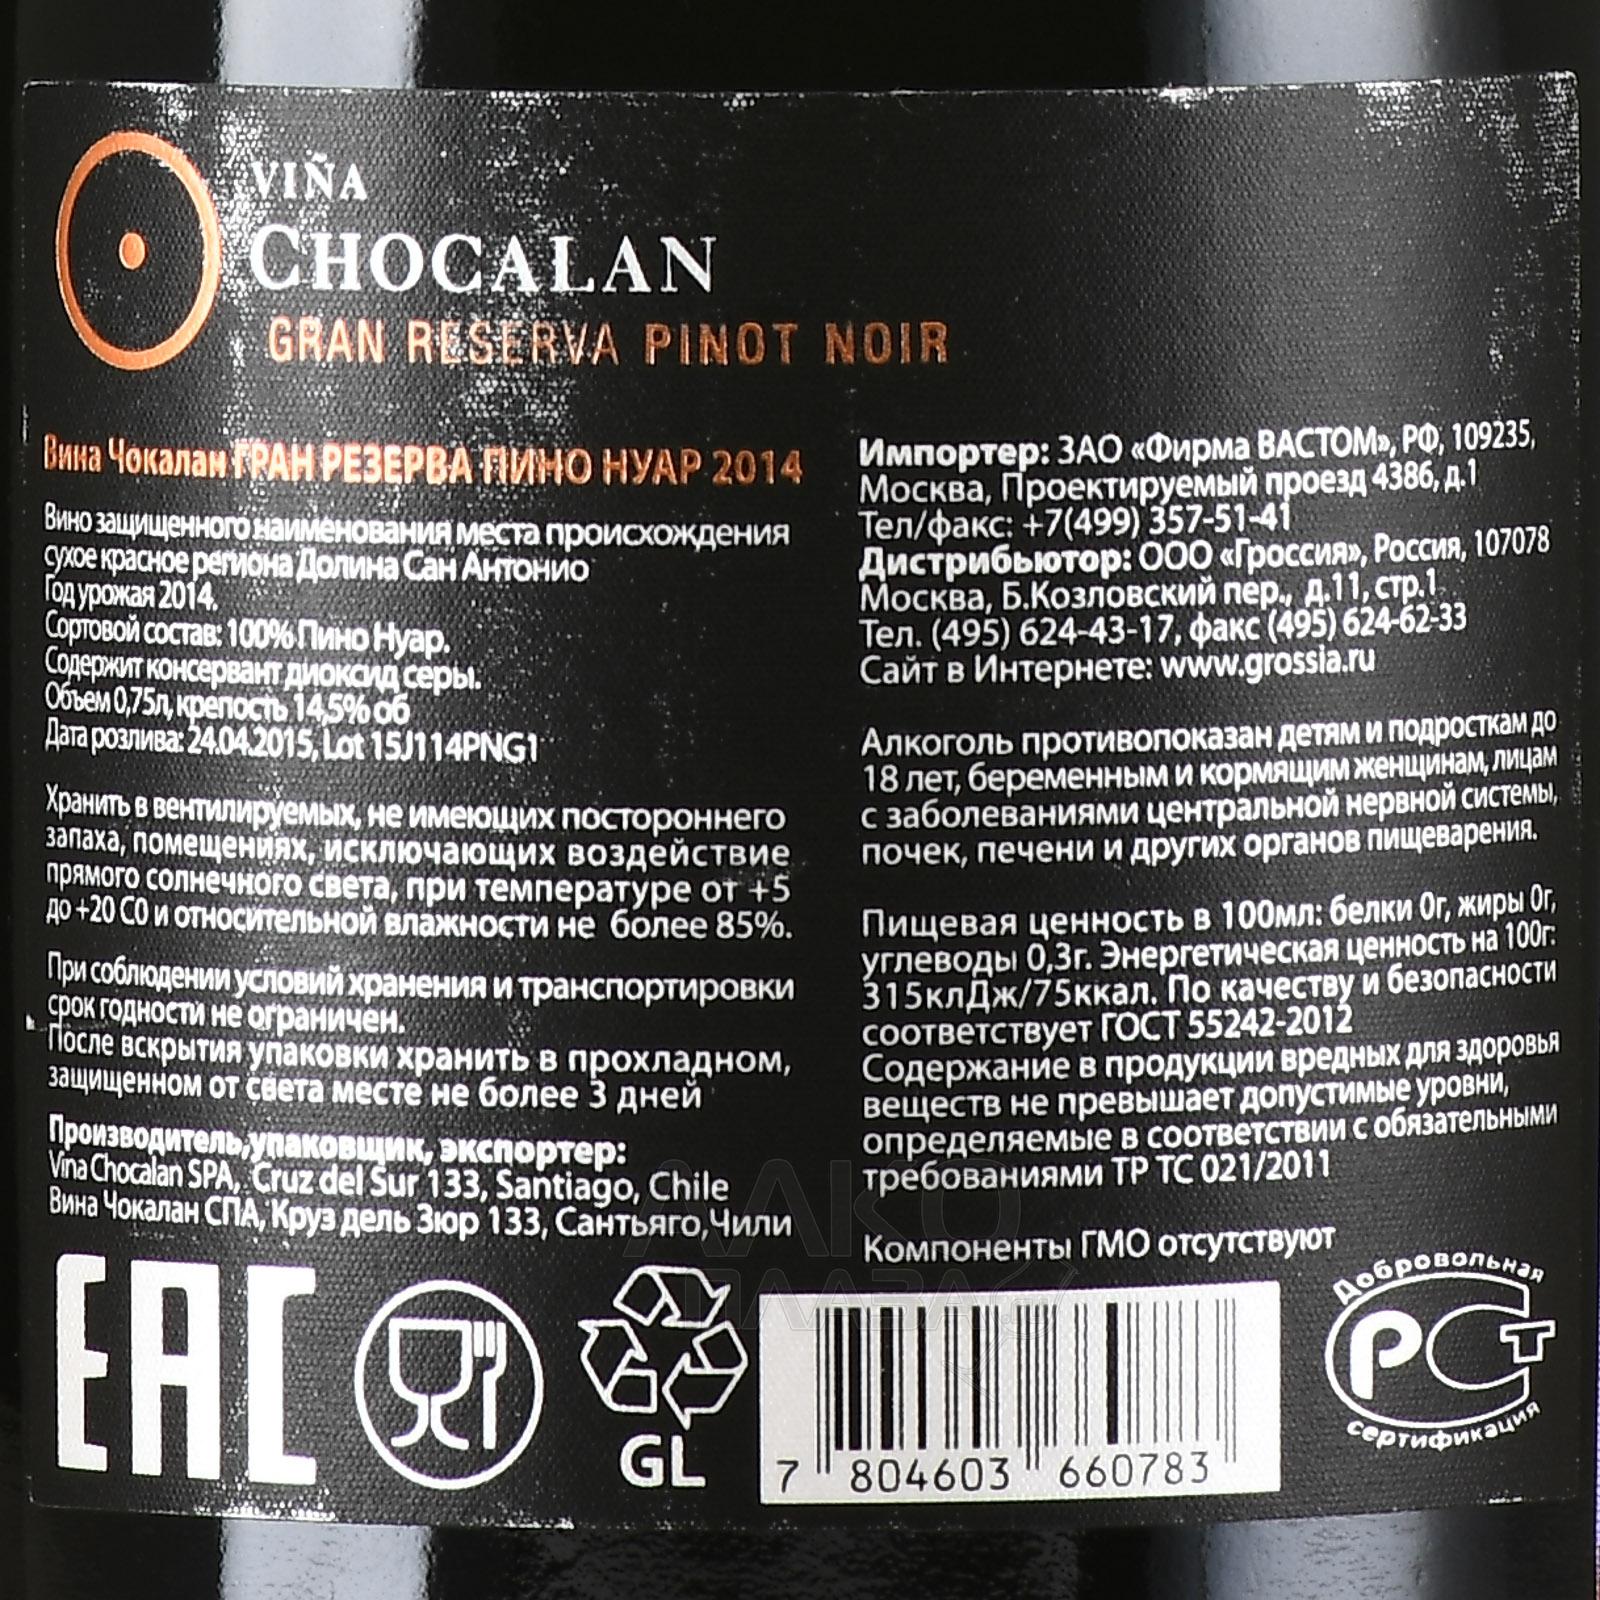 VIÑA
CHOCALAN
GRAN RESERVA PINOT NOIR
Вина Чокалан ГРАН РЕЗЕРВА ПИНО НУАР 2014
Вино защищенного наименования места происхождения
сухое красное региона Долина Сан Антонио
Год урожая 2014.
Сортовой состав: 100% Пино Нуар.
Содержит консервант диоксид серы.
Объем 0,75л, крепость 14,5% об
Дата розлива: 24.04.2015, Lot 15J114PNG1
Хранить в вентилируемых, не имеющих постороннего
запаха, помещениях, исключающих воздействие
прямого солнечного света, при температуре от +5
до +20 С0 и относительной влажности не более 85%.
При соблюдении условий хранения и транспортировки
срок годности не ограничен.
После вскрытия упаковки хранить в прохладном,
защищенном от света месте не более 3 дней
Производитель,упаковщик, экспортер:
Vina Chocalan SPA, Cruz del Sur 133, Santiago, Chile
Вина Чокалан СПА, Круз дель Зюр 133, Сантьяго,Чили
Импортер: ЗАО «Фирма ВАСТОМ», РФ, 109235,
Москва, Проектируемый проезд 4386, д.1
Тел/факс: +7(499) 357-51-41
Дистрибьютор: ООО «Гроссия», Россия, 107078
Москва, Б.Козловский пер., д.11, стр.1
Тел. (495) 624-43-17, факс (495) 624-62-33
Сайт в Интернете: www.grossia.ru
Алкоголь противопоказан детям и подросткам до
18 лет, беременным и кормящим женщинам, лицам
с заболеваниями центральной нервной системы,
почек, печени и других органов пищеварения.
Пищевая ценность в 100мл: белки 0г, жиры 0г,
углеводы 0,3г. Энергетическая ценность на 100г:
315клДж/75ккал. По качеству и безопасности
соответствует ГОСТ 55242-2012
Содержание в продукции вредных для здоровья
веществ не превышает допустимые уровни,
определяемые в соответствии с обязательными
требованиями ТР ТС 021/2011
Компоненты ГМО отсутствуют
EAC
GL
7 804603 660783
Добровольная
РСТ
сертификация
АЛКО
ПЛАЗА